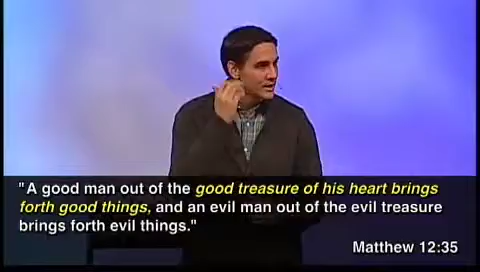 "A good man out of the good treasure of his heart brings
forth good things, and an evil man out of the evil treasure
brings forth evil things."
Matthew 12:35